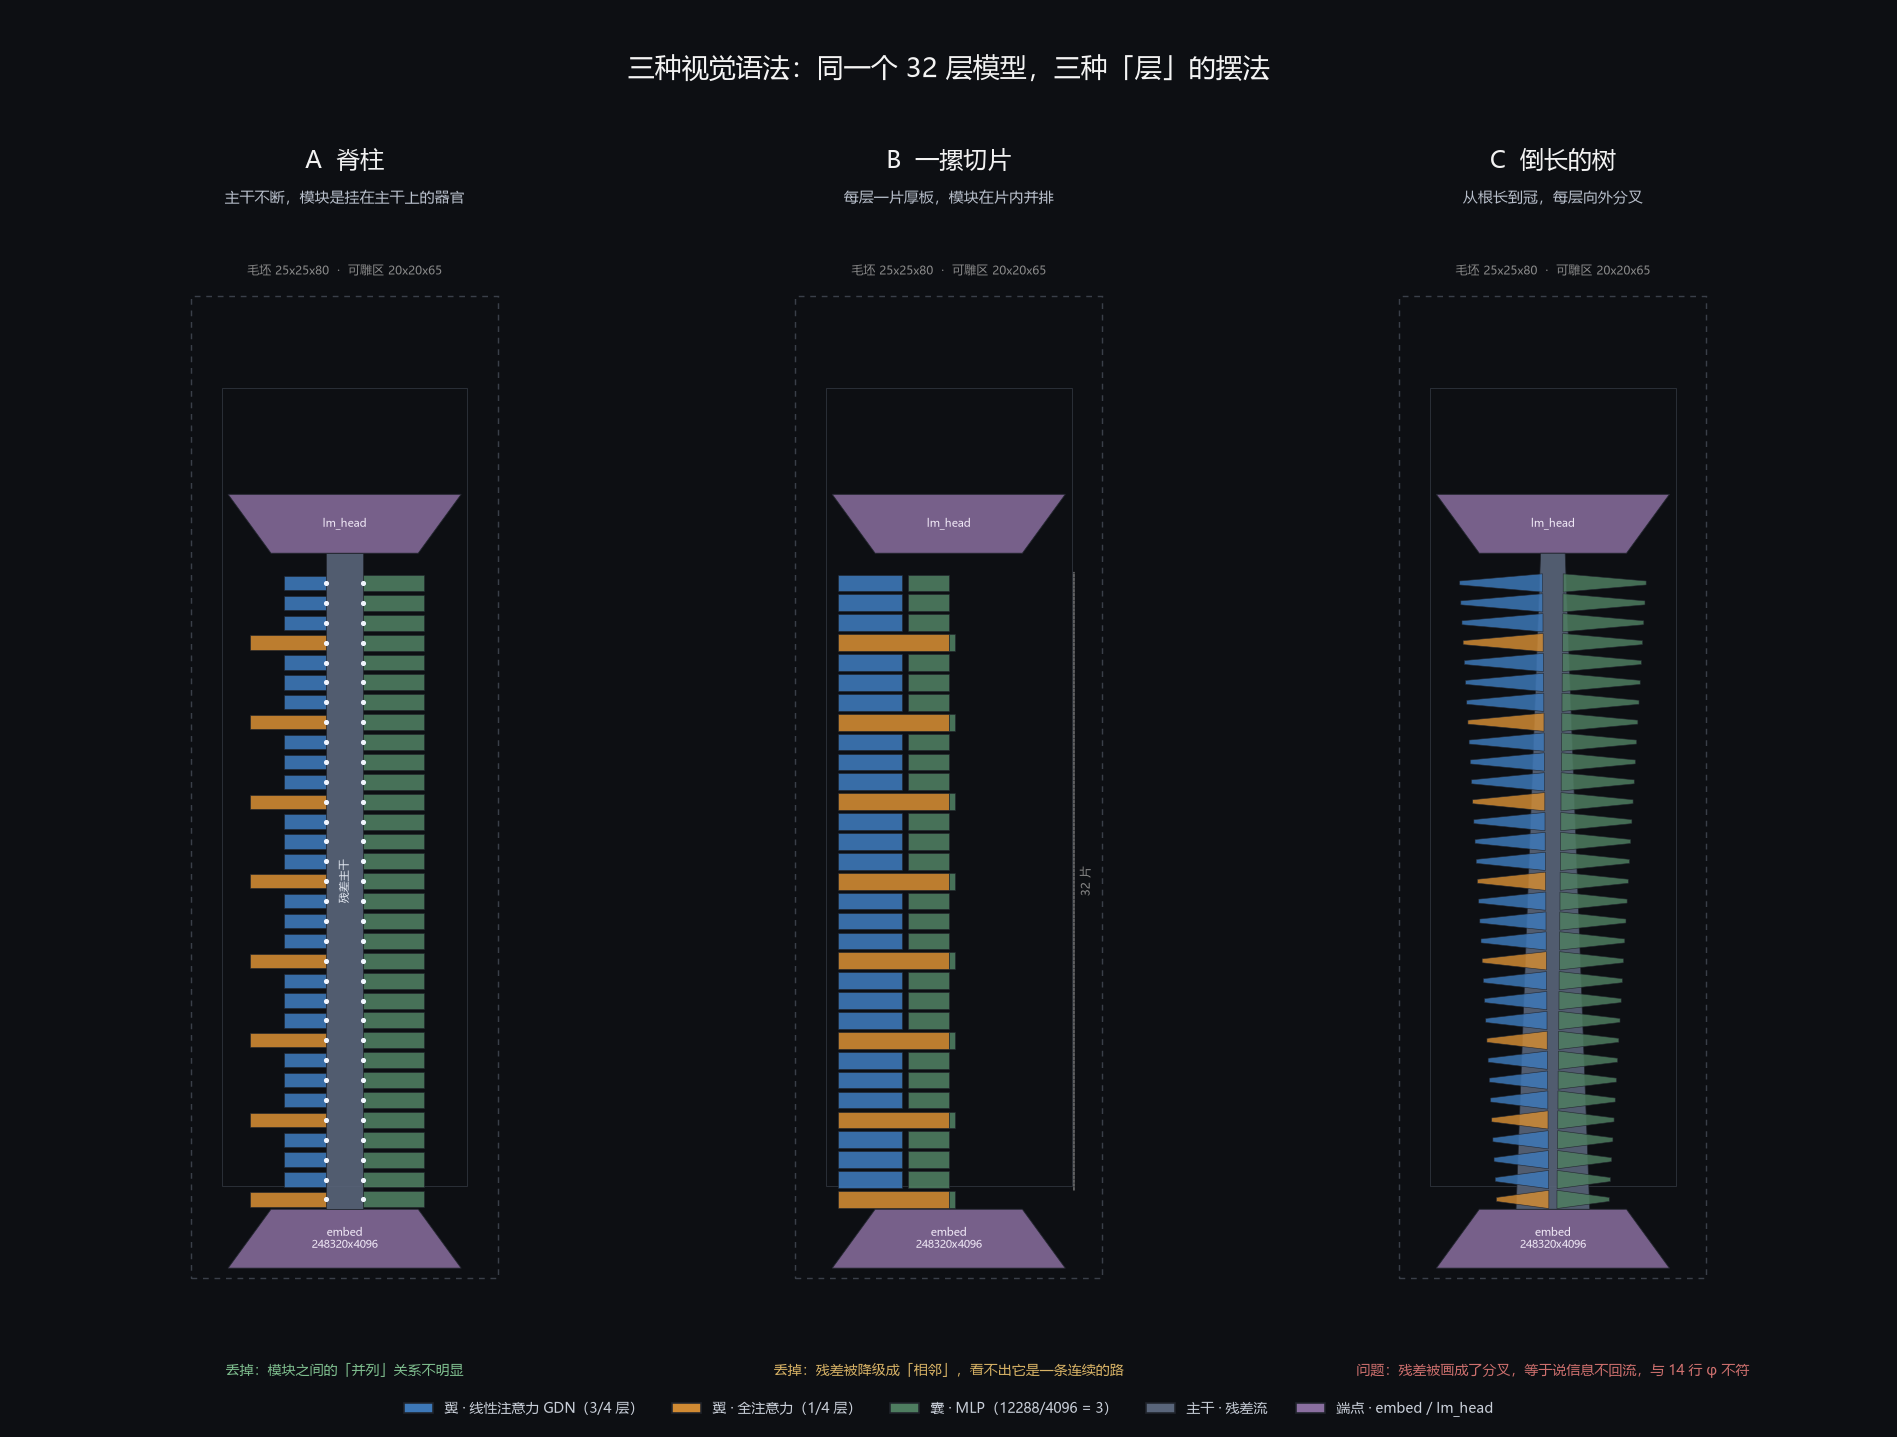 三种视觉语法：同一个 32 层模型，三种「层」的摆法
A 脊柱
主干不断，模块是挂在主干上的器官
毛坯 25x25x80 · 可雕区 20x20x65
lm_head
残差主干
embed
248320x4096
丢掉：模块之间的「并列」关系不明显
B 一摞切片
每层一片厚板，模块在片内并排
毛坯 25x25x80 · 可雕区 20x20x65
lm_head
32 片
embed
248320x4096
丢掉：残差被降级成「相邻」，看不出它是一条连续的路
C 倒长的树
从根长到冠，每层向外分叉
毛坯 25x25x80 · 可雕区 20x20x65
lm_head
embed
248320x4096
问题：残差被画成了分叉，等于说信息不回流，与 14 行 φ 不符
翼 · 线性注意力 GDN（3/4 层）
翼 · 全注意力（1/4 层）
囊 · MLP（12288/4096 = 3）
主干 · 残差流
端点 · embed / lm_head